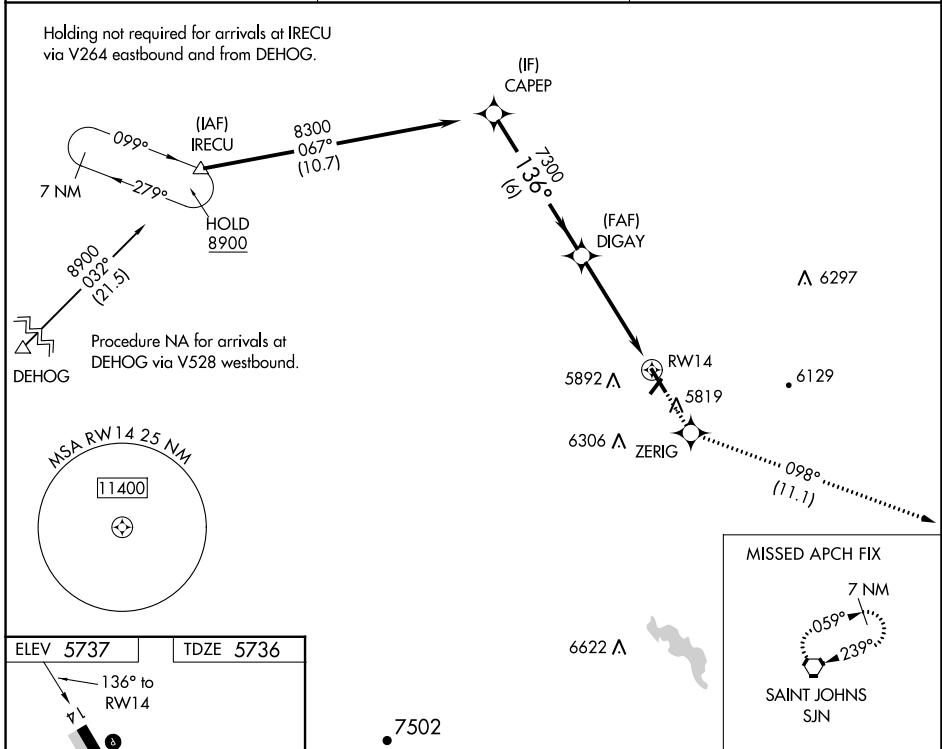 Holding not required for arrivals at IRECU
via V264 eastbound and from DEHOG.
(IF)
CAPEP
(IAF)
IRECU
8300
067°
(10.7)
099°
279°
7 NM
HOLD
8900
7300
136°
(6)
(FAF)
DIGAY
8900
032°
(21.5)
DEHOG
Procedure NA for arrivals at
DEHOG via V528 westbound.
6297
RW14
5892
5819
6129
6306
ZERIG
098°
(11.1)
MSA RW14 25 NM
11400
MISSED APCH FIX
7 NM
059°
239°
SAINT JOHNS
SJN
6622
ELEV 5737
TDZE 5736
136° to
RW14
14
P
7502